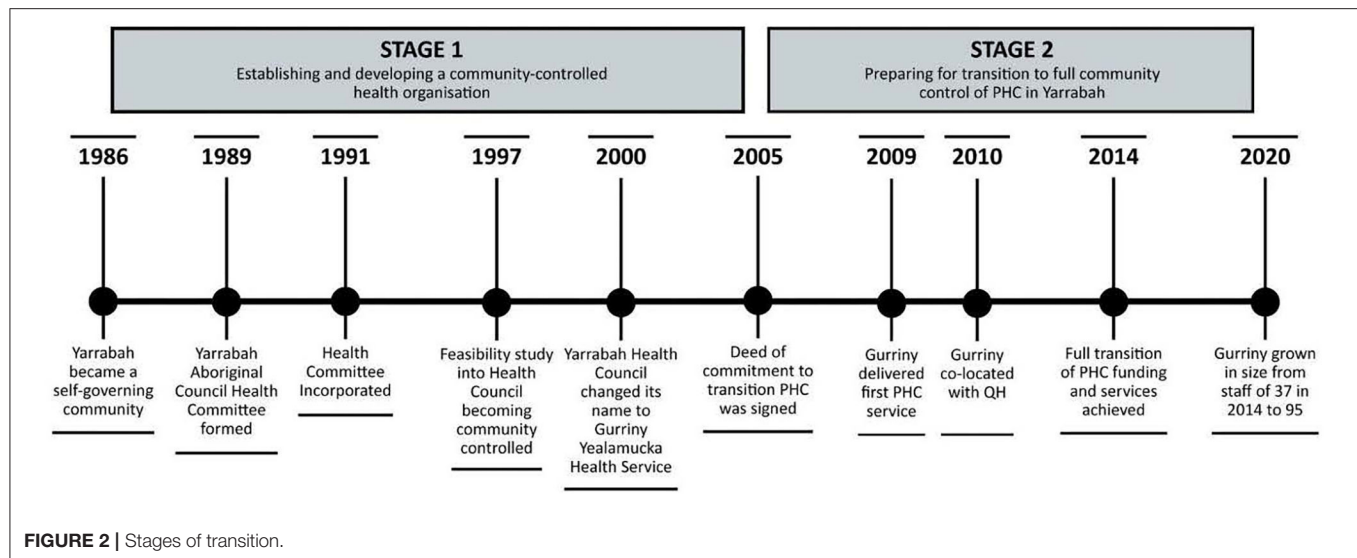 STAGE 1
Establishing and developing a community-controlled
health organisation
STAGE 2
Preparing for transition to full community
control of PHC in Yarrabah
1986
1989
1991
1997
2000
2005
2009
2010
2014
2020
Yarrabah
became a
self-governing
community
Yarrabah
Aboriginal
Council Health
Committee
formed
Health
Committee
Incorporated
Feasibility study
into Health
Council
becoming
community
controlled
Yarrabah Health
Council
changed its
name to
Gurriny
Yealamucka
Health Service
Deed of
commitment to
transition PHC
was signed
Gurriny
delivered
first PHC
service
Gurriny
co-located
with QH
Full transition
of PHC funding
and services
achieved
Gurriny grown
in size from
staff of 37 in
2014 to 95
FIGURE 2 | Stages of transition.